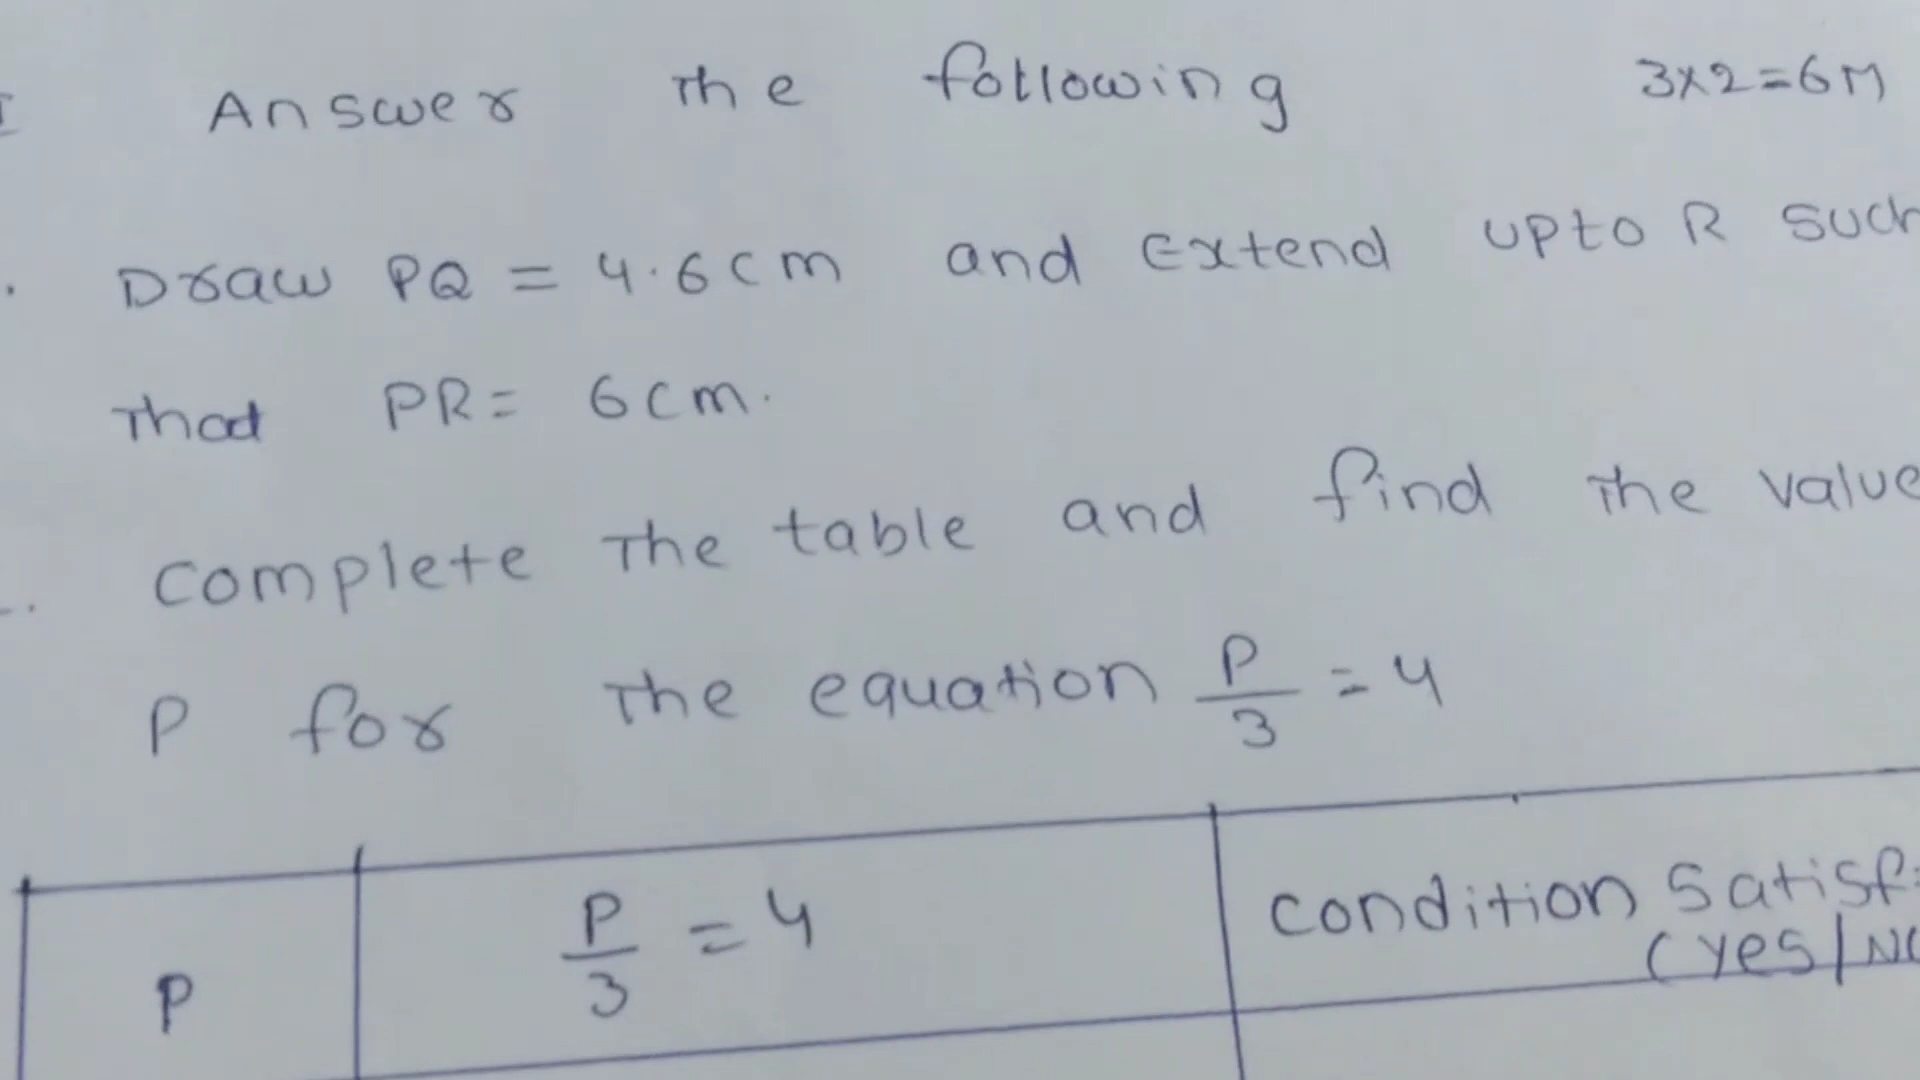 Answer the following 3x2=6M
Draw PQ = 4.6cm and Extend upto R such
that PR= 6cm.
complete the table and find the value
P for the equation P/3 = 4
P P/3 = 4 condition Satisf
(Yes/No